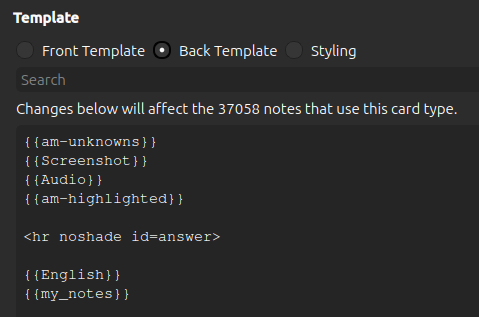 Template
Front Template Back Template Styling
Search
Changes below will affect the 37058 notes that use this card type.
{{am-unknowns}}
{{Screenshot}}
{{Audio}}
{{am-highlighted}}
<hr noshade id=answer>
{{English}}
{{my_notes}}